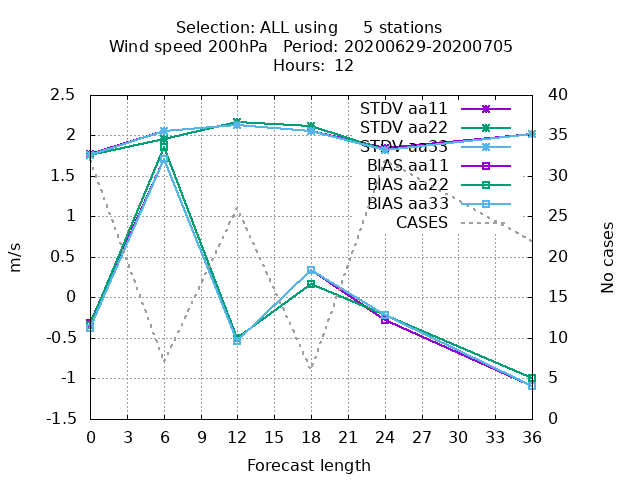 Selection: ALL using     5 stations
Wind speed 200hPa   Period: 20200629-20200705
Hours: 12
2.5
2
1.5
1
0.5
0
-0.5
-1
-1.5
m/s
STDV aa11
STDV aa22
STDV aa33
BIAS aa11
BIAS aa22
BIAS aa33
CASES
40
35
30
25
20
15
10
5
0
No cases
0 3 6 9 12 15 18 21 24 27 30 33 36
Forecast length